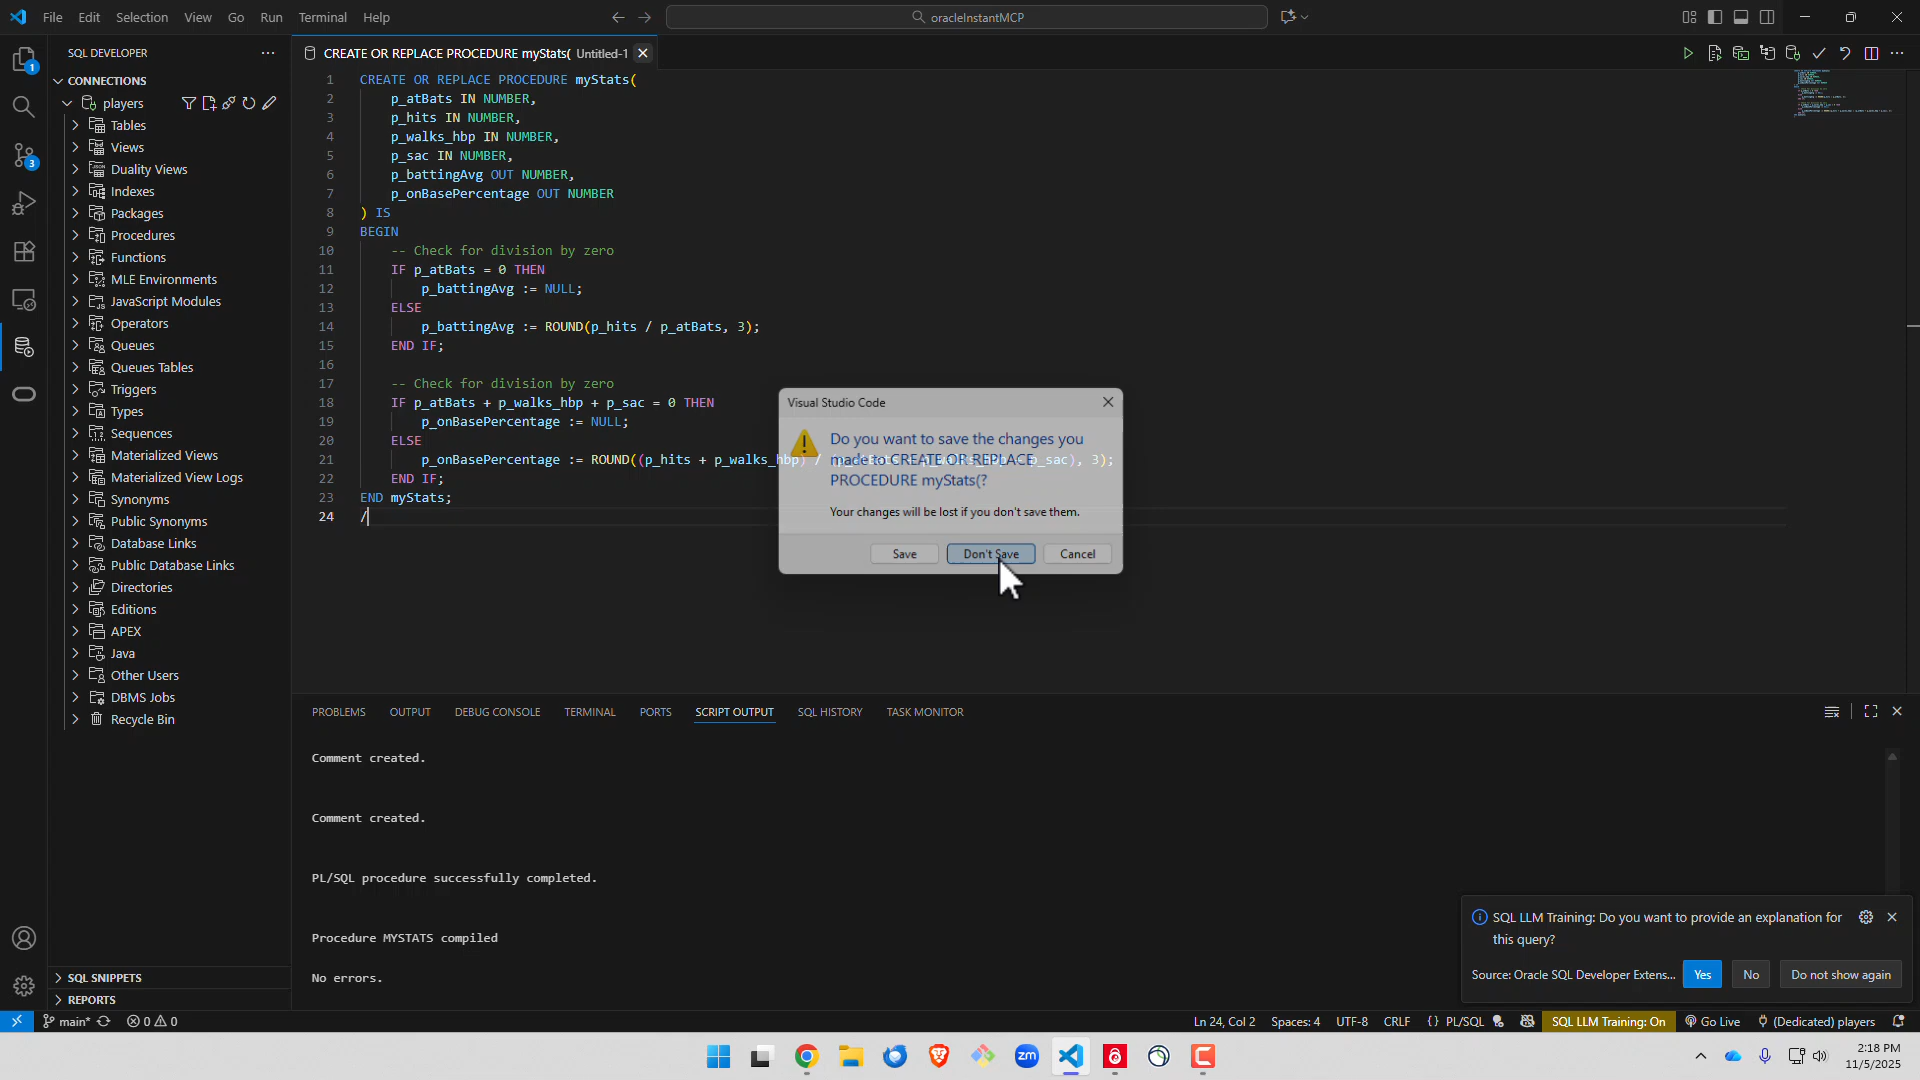 File Edit Selection View Go Run Terminal Help
oracleInstantMCP
SQL DEVELOPER
CREATE OR REPLACE PROCEDURE myStats( Untitled-1
CONNECTIONS
players
Tables
Views
Duality Views
Indexes
Packages
Procedures
Functions
MLE Environments
JavaScript Modules
Operators
Queues
Queues Tables
Triggers
Types
Sequences
Materialized Views
Materialized View Logs
Synonyms
Public Synonyms
Database Links
Public Database Links
Directories
Editions
APEX
Java
Other Users
DBMS Jobs
Recycle Bin
SQL SNIPPETS
REPORTS
1 CREATE OR REPLACE PROCEDURE myStats(
2 p_atBats IN NUMBER,
3 p_hits IN NUMBER,
4 p_walks_hbp IN NUMBER,
5 p_sac IN NUMBER,
6 p_battingAvg OUT NUMBER,
7 p_onBasePercentage OUT NUMBER
8 ) IS
9 BEGIN
10 -- Check for division by zero
11 IF p_atBats = 0 THEN
12 p_battingAvg := NULL;
13 ELSE
14 p_battingAvg := ROUND(p_hits / p_atBats, 3);
15 END IF;
16
17 -- Check for division by zero
18 IF p_atBats + p_walks_hbp + p_sac = 0 THEN
19 p_onBasePercentage := NULL;
20 ELSE
21 p_onBasePercentage := ROUND((p_hits + p_walks_hbp) / p_sac), 3);
22 END IF;
23 END myStats;
24 /
Visual Studio Code
Do you want to save the changes you
made to CREATE OR REPLACE
PROCEDURE myStats(?
Your changes will be lost if you don't save them.
Save Don't Save Cancel
PROBLEMS OUTPUT DEBUG CONSOLE TERMINAL PORTS SCRIPT OUTPUT SQL HISTORY TASK MONITOR
Comment created.
Comment created.
PL/SQL procedure successfully completed.
Procedure MYSTATS compiled
No errors.
SQL LLM Training: Do you want to provide an explanation for
this query?
Source: Oracle SQL Developer Extens... Yes No Do not show again
main* 0 0 Ln 24, Col 2 Spaces: 4 UTF-8 CRLF {} PL/SQL SQL LLM Training: On Go Live (Dedicated) players
1
3
zm
2:18 PM
11/5/2025